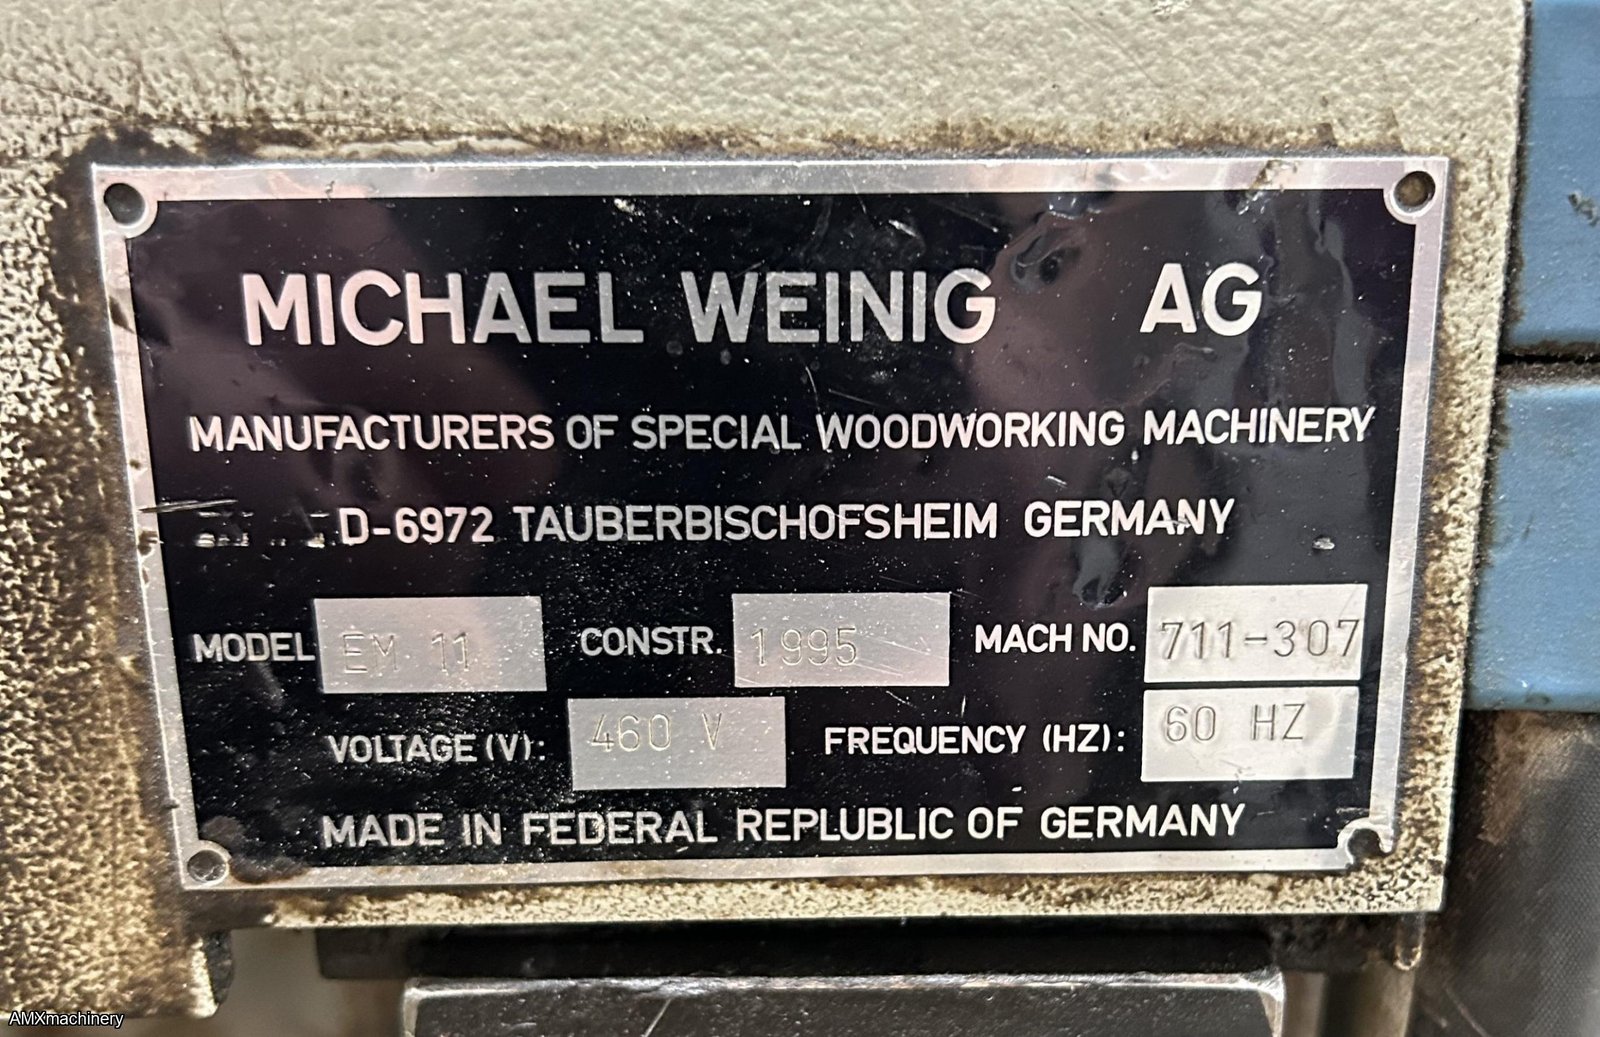 MICHAEL WEINIG AG
MANUFACTURERS OF SPECIAL WOODWORKING MACHINERY
D-6972 TAUBERBISCHOFSHEIM GERMANY
MODEL EM 11 CONSTR. 1995 MACH NO. 711-307
VOLTAGE (V): 460 V FREQUENCY (HZ): 60 HZ
MADE IN FEDERAL REPLUBLIC OF GERMANY
AMXmachinery